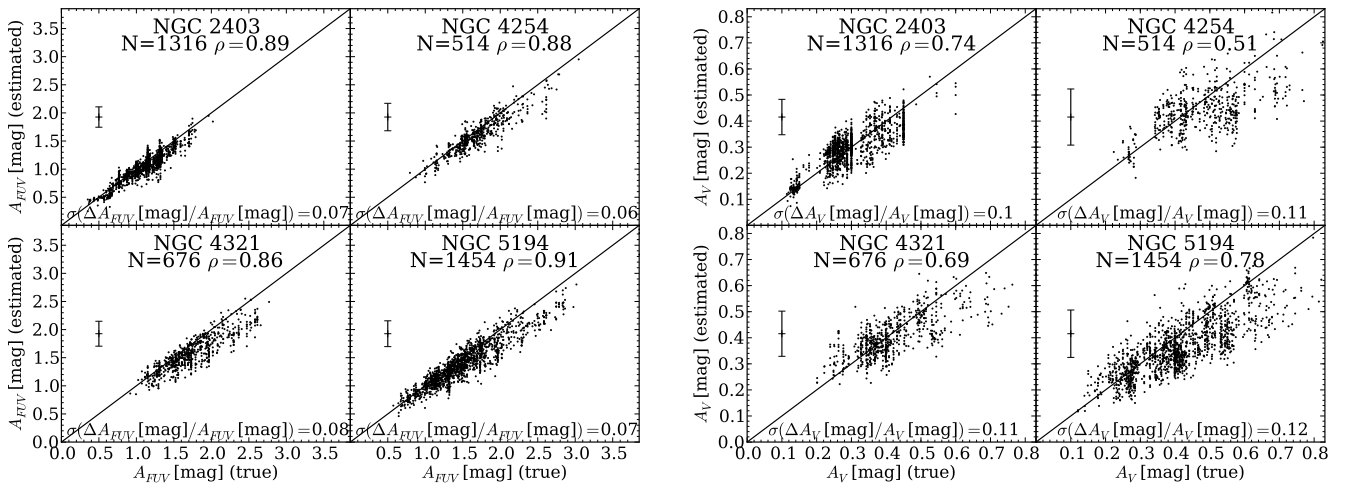 NGC 2403
N=1316 ρ=0.89
σ(ΔA_FUV [mag]/A_FUV [mag])=0.07
NGC 4254
N=514 ρ=0.88
σ(ΔA_FUV [mag]/A_FUV [mag])=0.06
3.5
3.0
2.5
2.0
1.5
1.0
0.5
A_FUV [mag] (estimated)
NGC 4321
N=676 ρ=0.86
σ(ΔA_FUV [mag]/A_FUV [mag])=0.08
NGC 5194
N=1454 ρ=0.91
σ(ΔA_FUV [mag]/A_FUV [mag])=0.07
3.5
3.0
2.5
2.0
1.5
1.0
0.5
0.0
A_FUV [mag] (estimated)
0.5 1.0 1.5 2.0 2.5 3.0 3.5
0.5 1.0 1.5 2.0 2.5 3.0 3.5
A_FUV [mag] (true)
A_FUV [mag] (true)
NGC 2403
N=1316 ρ=0.74
σ(ΔA_V [mag]/A_V [mag])=0.1
NGC 4254
N=514 ρ=0.51
σ(ΔA_V [mag]/A_V [mag])=0.11
0.8
0.7
0.6
0.5
0.4
0.3
0.2
0.1
A_V [mag] (estimated)
NGC 4321
N=676 ρ=0.69
σ(ΔA_V [mag]/A_V [mag])=0.11
NGC 5194
N=1454 ρ=0.78
σ(ΔA_V [mag]/A_V [mag])=0.12
0.8
0.7
0.6
0.5
0.4
0.3
0.2
0.1
0.0
A_V [mag] (estimated)
0.0 0.1 0.2 0.3 0.4 0.5 0.6 0.7 0.8
0.1 0.2 0.3 0.4 0.5 0.6 0.7 0.8
A_V [mag] (true)
A_V [mag] (true)